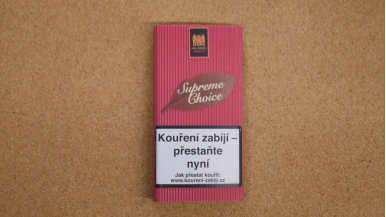 Supreme
Choice
Kouření zabíjí –
přestaňte
nyní
Jak přestat kouřit:
www.koureni-zabiji.cz